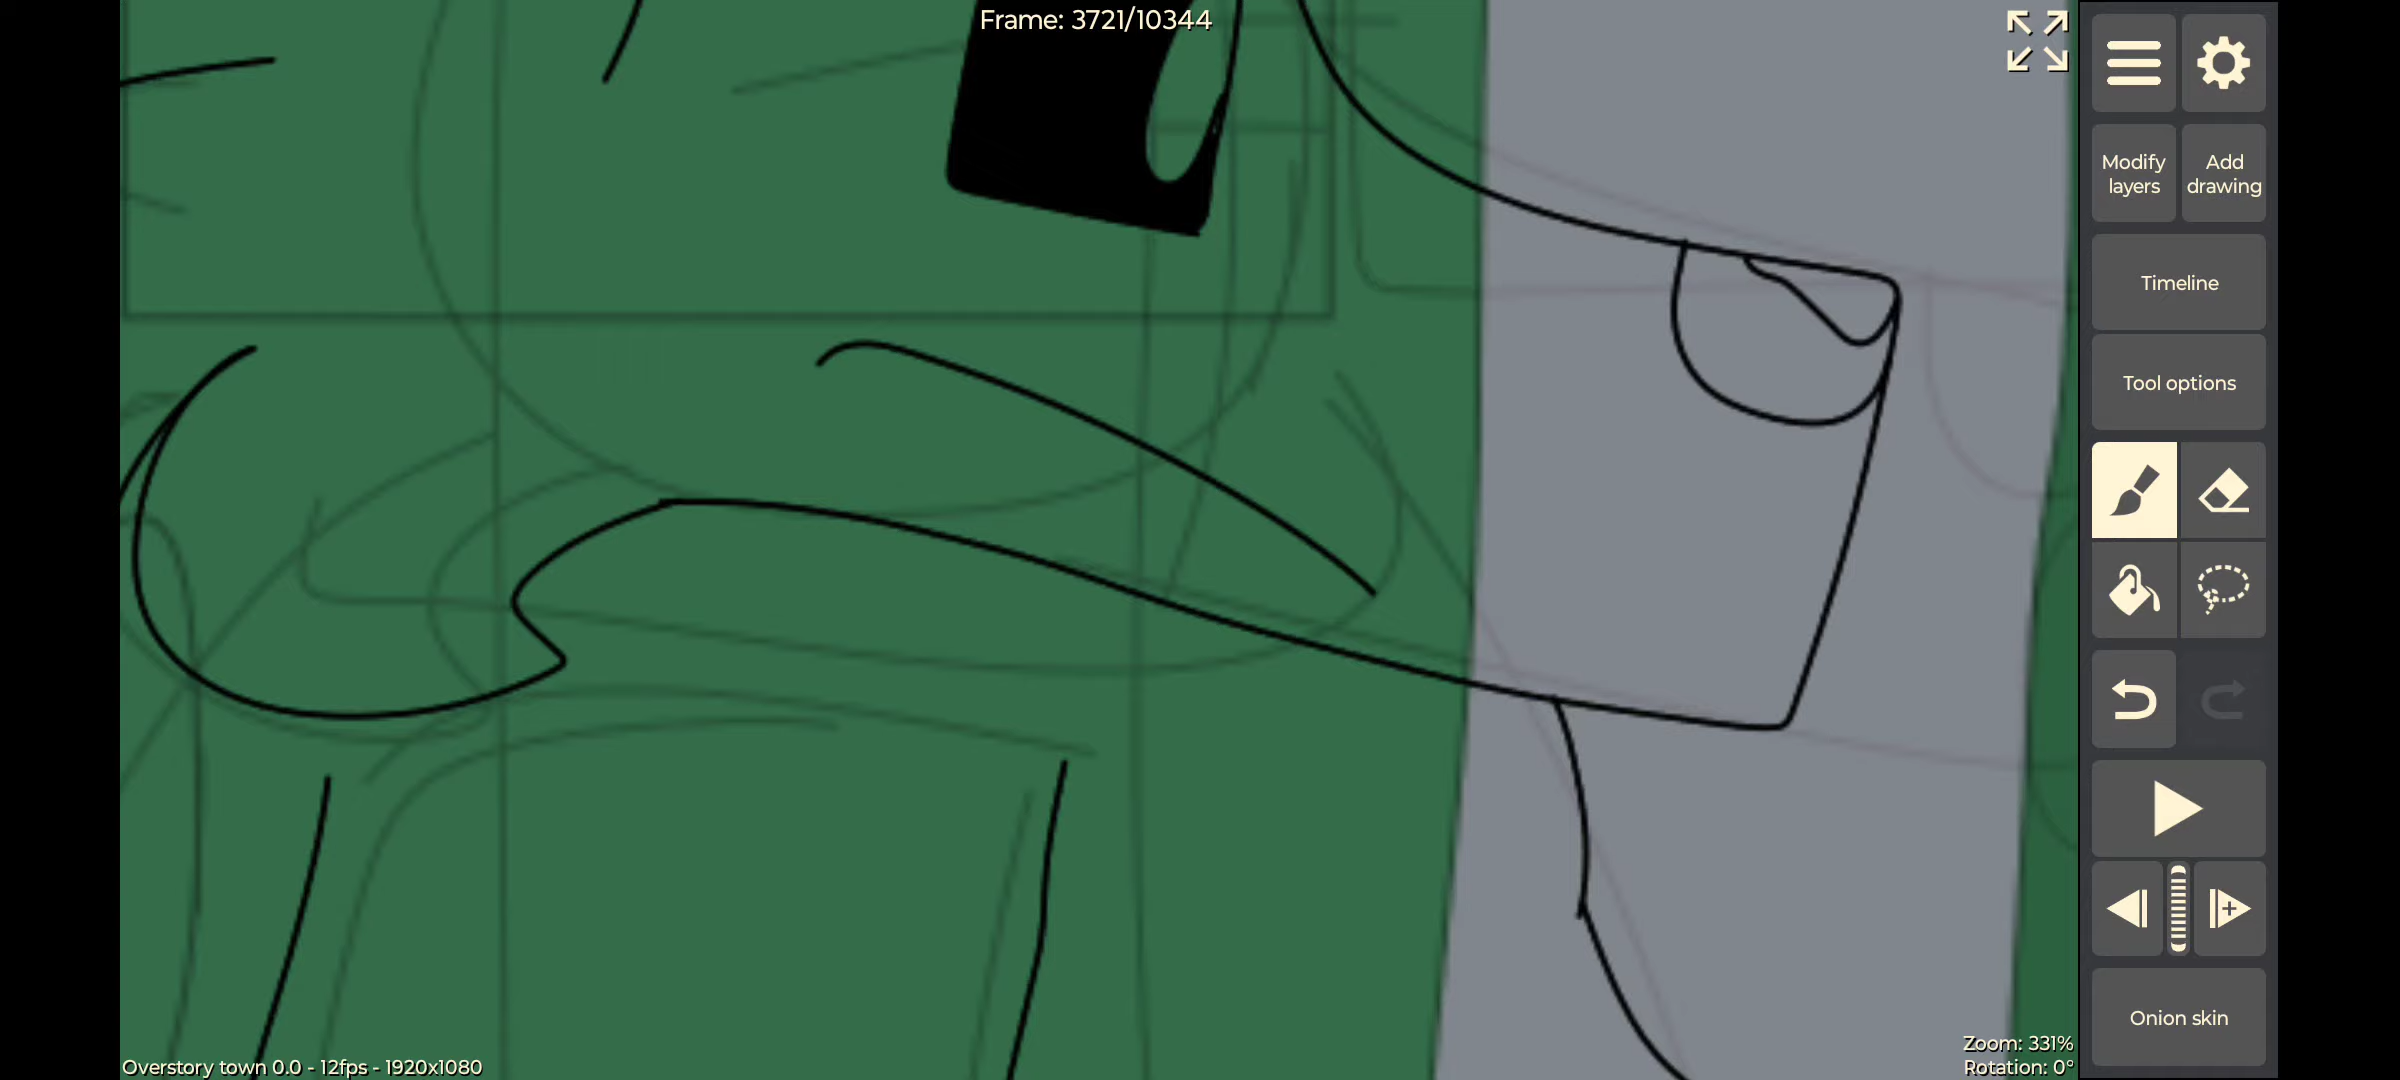 Frame: 3721/10344
Modify
layers
Add
drawing
Timeline
Tool options
Onion skin
Zoom: 331%
Rotation: 0°
Overstory town 0.0 - 12fps - 1920x1080